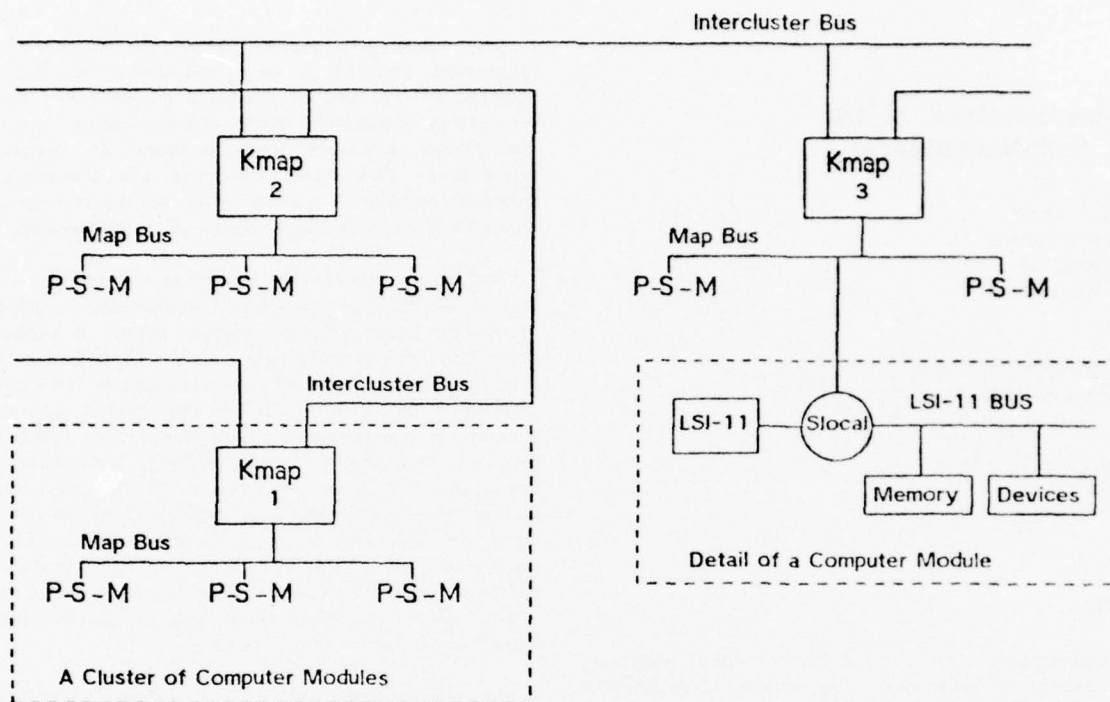 Intercluster Bus
Kmap
2
Kmap
3
Map Bus
P-S-M P-S-M P-S-M
Map Bus
P-S-M P-S-M
Intercluster Bus
Kmap
1
Map Bus
P-S-M P-S-M P-S-M
A Cluster of Computer Modules
LSI-11
Slocal
LSI-11 BUS
Memory
Devices
Detail of a Computer Module